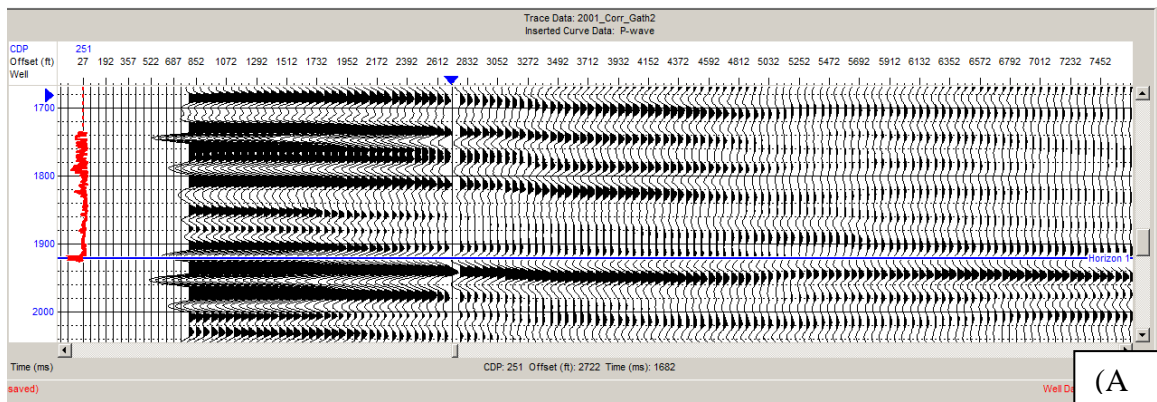 Trace Data: 2001_Corr_Gath2
Inserted Curve Data: P-wave
CDP 251
Offset (ft) 27 192 357 522 687 852 1072 1292 1512 1732 1952 2172 2392 2612 2832 3052 3272 3492 3712 3932 4152 4372 4592 4812 5032 5252 5472 5692 5912 6132 6352 6572 6792 7012 7232 7452
Well
1700
1800
1900
Horizon 1
2000
Time (ms) CDP: 251 Offset (ft): 2722 Time (ms): 1682
saved) Well Da
(A